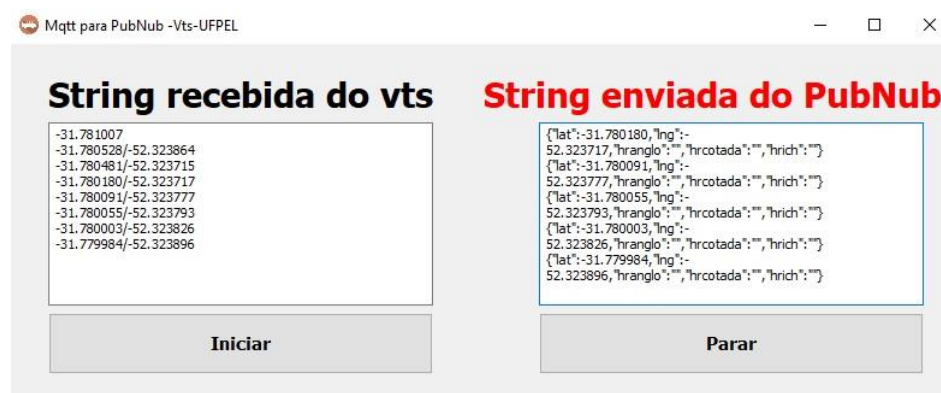 Mqtt para PubNub -Vts-UFPEL
String recebida do vts
-31.781007
-31.780528/-52.323864
-31.780481/-52.323715
-31.780180/-52.323717
-31.780091/-52.323777
-31.780055/-52.323793
-31.780003/-52.323826
-31.779984/-52.323896
Iniciar
String enviada do PubNub
{"lat":-31.780180,"lng":-
52.323717,"hranglo":"","hrcotada":"","hrich":""}
{"lat":-31.780091,"lng":-
52.323777,"hranglo":"","hrcotada":"","hrich":""}
{"lat":-31.780055,"lng":-
52.323793,"hranglo":"","hrcotada":"","hrich":""}
{"lat":-31.780003,"lng":-
52.323826,"hranglo":"","hrcotada":"","hrich":""}
{"lat":-31.779984,"lng":-
52.323896,"hranglo":"","hrcotada":"","hrich":""}
Parar